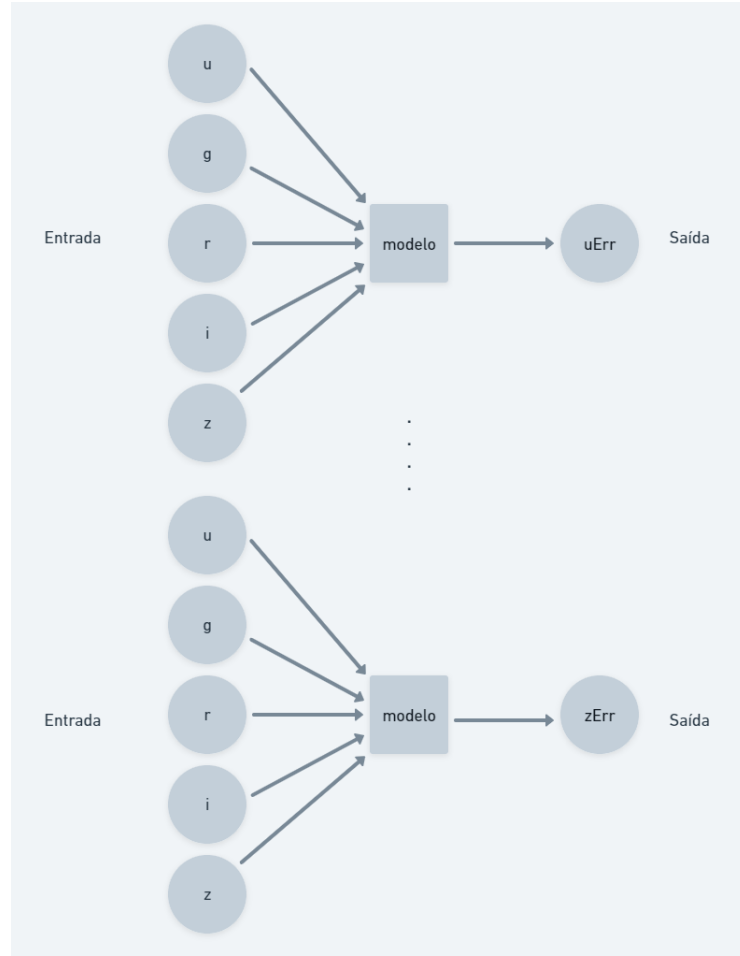 u
g
Entrada
r
modelo
uErr
Saída
i
z
.
.
.
.
u
g
Entrada
r
modelo
zErr
Saída
i
z